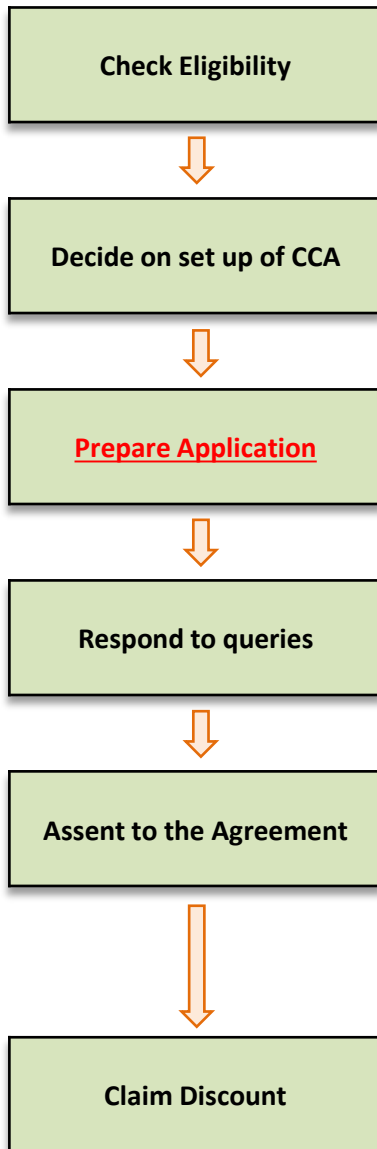 Check Eligibility
Decide on set up of CCA
Prepare Application
Respond to queries
Assent to the Agreement
Claim Discount